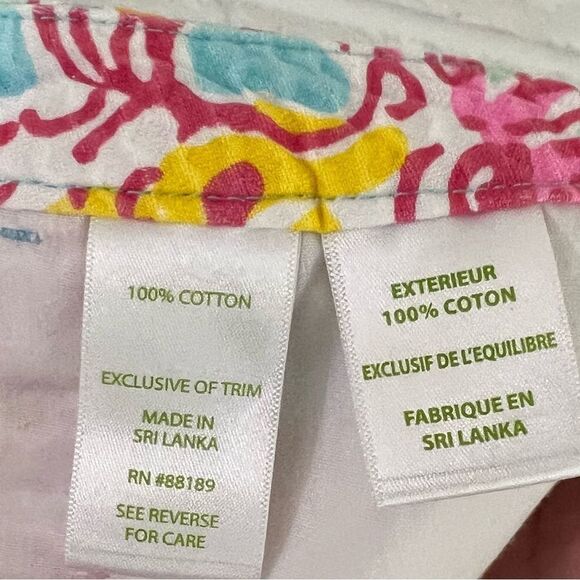 100% COTTON
EXCLUSIVE OF TRIM
MADE IN
SRI LANKA
RN #88189
SEE REVERSE
FOR CARE
EXTERIEUR
100% COTON
EXCLUSIF DE L'EQUILIBRE
FABRIQUE EN
SRI LANKA